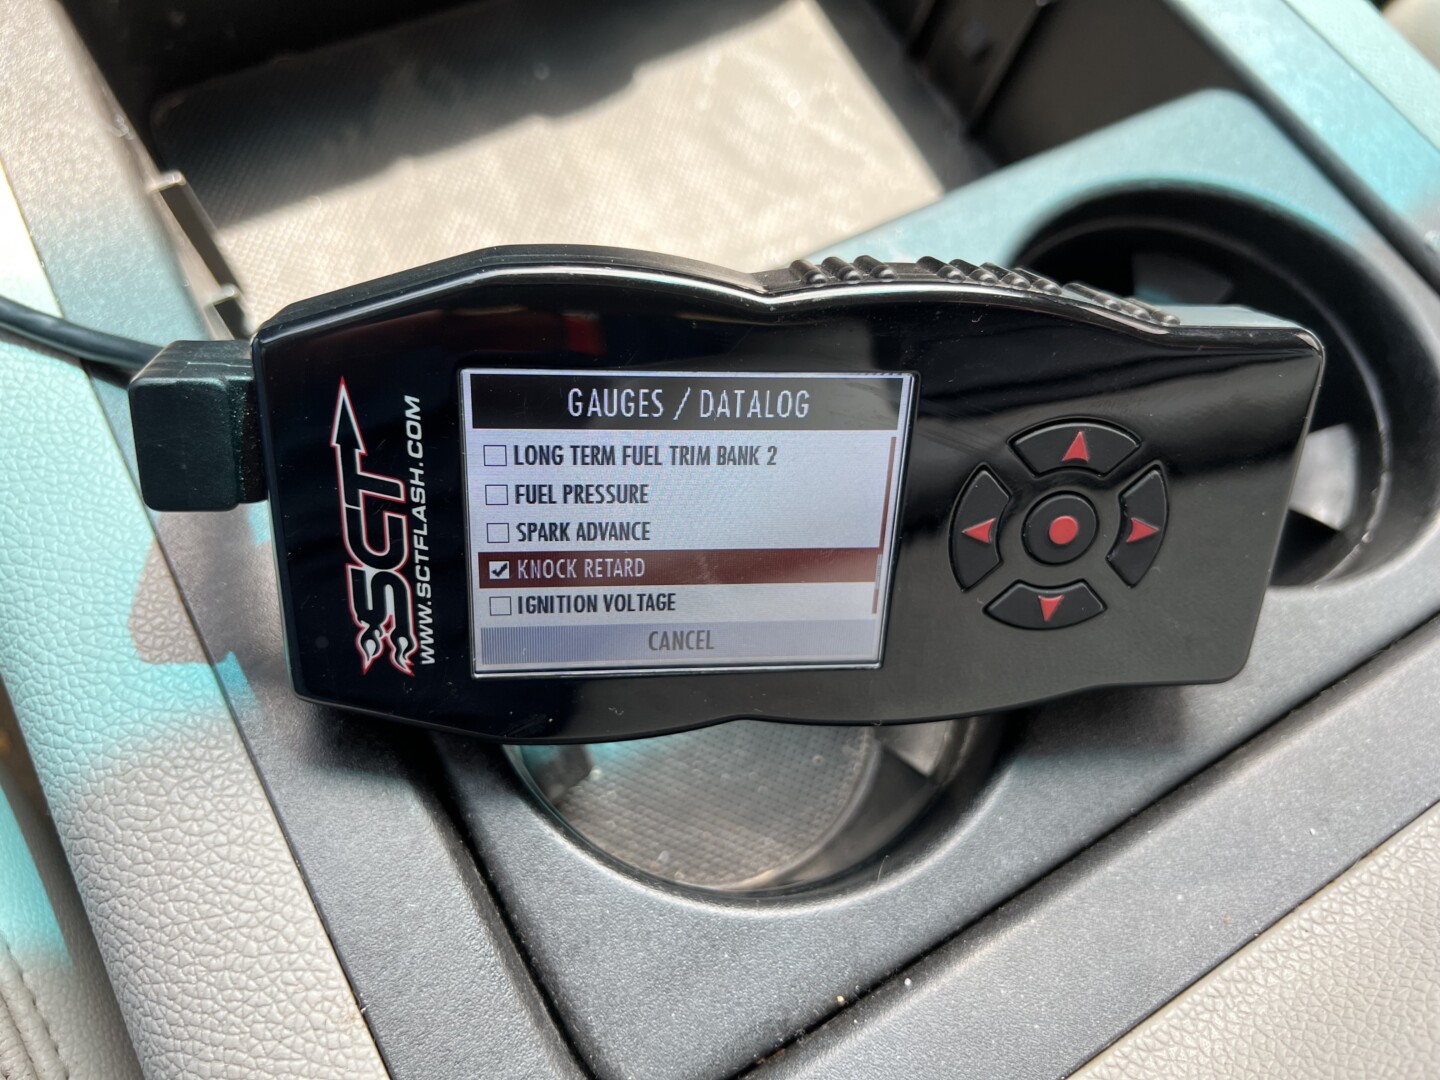 SCT
WWW.SCTFLASH.COM
GAUGES / DATALOG
LONG TERM FUEL TRIM BANK 2
FUEL PRESSURE
SPARK ADVANCE
KNOCK RETARD
IGNITION VOLTAGE
CANCEL